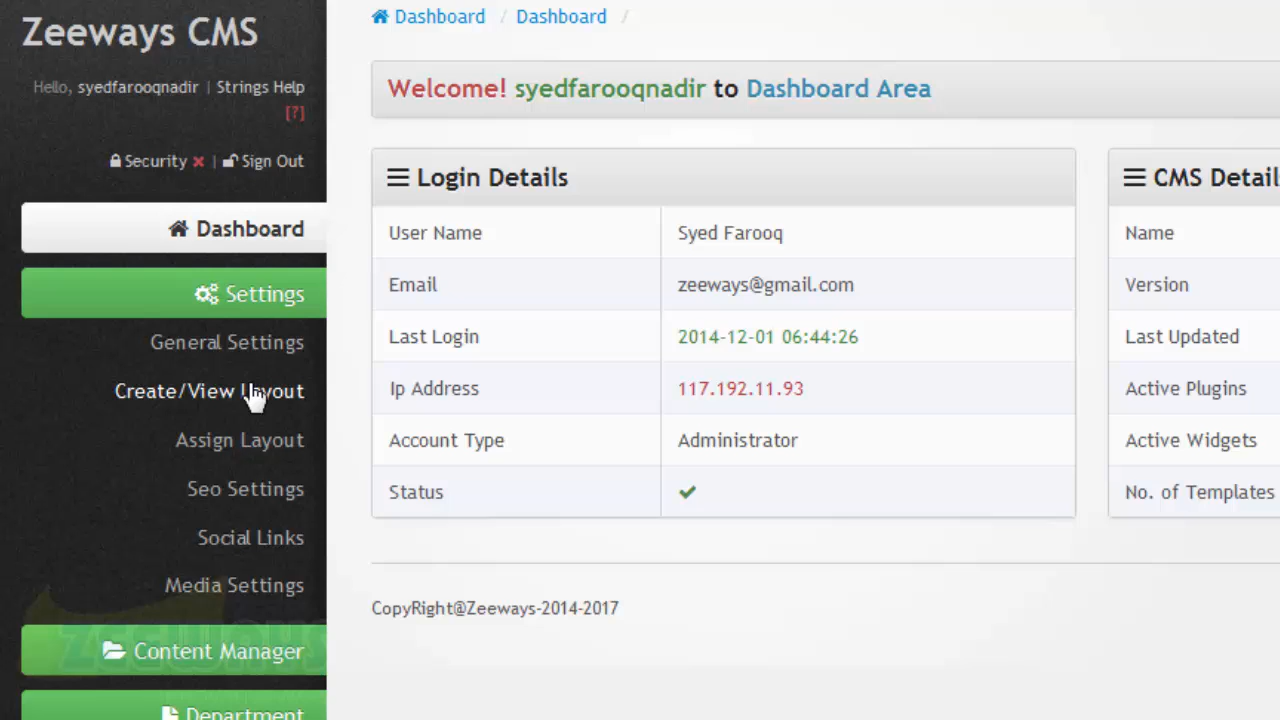 Zeeways CMS
Hello, syedfarooqnadir | Strings Help
[?]
Security | Sign Out
Dashboard
Settings
General Settings
Create/View Layout
Assign Layout
Seo Settings
Social Links
Media Settings
Content Manager
Department
Dashboard / Dashboard /
Welcome! syedfarooqnadir to Dashboard Area
Login Details
User Name Syed Farooq
Email zeeways@gmail.com
Last Login 2014-12-01 06:44:26
Ip Address 117.192.11.93
Account Type Administrator
Status
CMS Detail
Name
Version
Last Updated
Active Plugins
Active Widgets
No. of Templates
CopyRight@Zeeways-2014-2017
ZEEWAYS